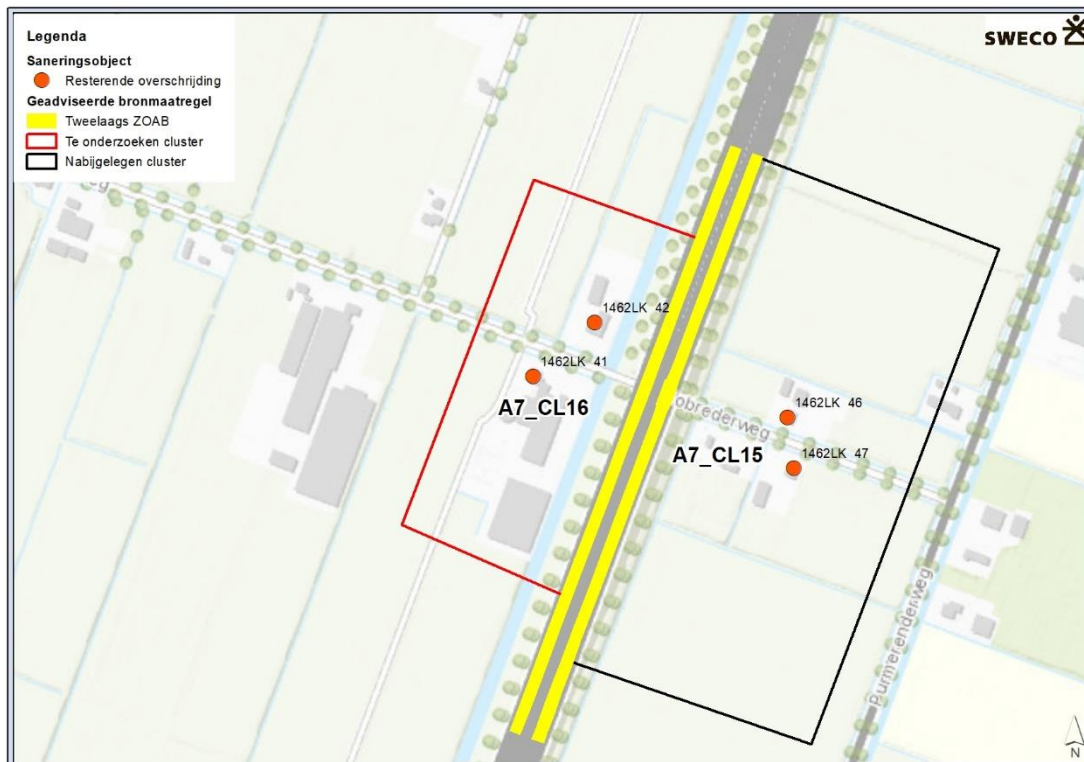 Legenda
Saneringsobject
Resterende overschrijding
Geadviseerde bronmaatregel
Tweelaags ZOAB
Te onderzoeken cluster
Nabijgelegen cluster
SWECO
1462LK 42
1462LK 41
A7_CL16
obrederweg
1462LK 46
A7_CL15
1462LK 47
Purmerenderweg
N